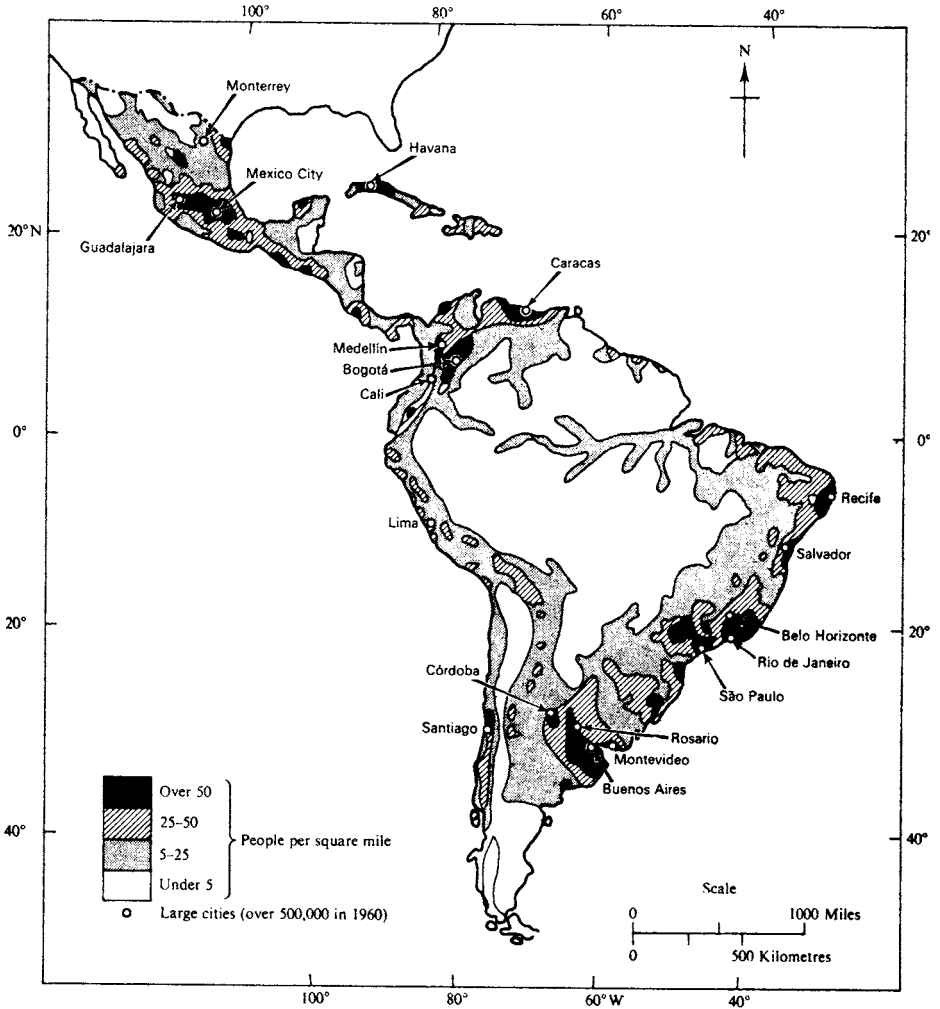 100° 80° 60° 40°
N
Monterrey
Havana
Mexico City
20°N
20°
Guadalajara
Caracas
Medellín
Bogotá
Cali
0°
0°
Recife
Lima
Salvador
20°
20°
Belo Horizonte
Rio de Janeiro
Córdoba
São Paulo
Santiago
Rosario
Montevideo
Buenos Aires
Over 50
25–50
People per square mile
5–25
Under 5
40°
40°
Large cities (over 500,000 in 1960)
Scale
0 1000 Miles
0 500 Kilometres
100° 80° 60° W 40°